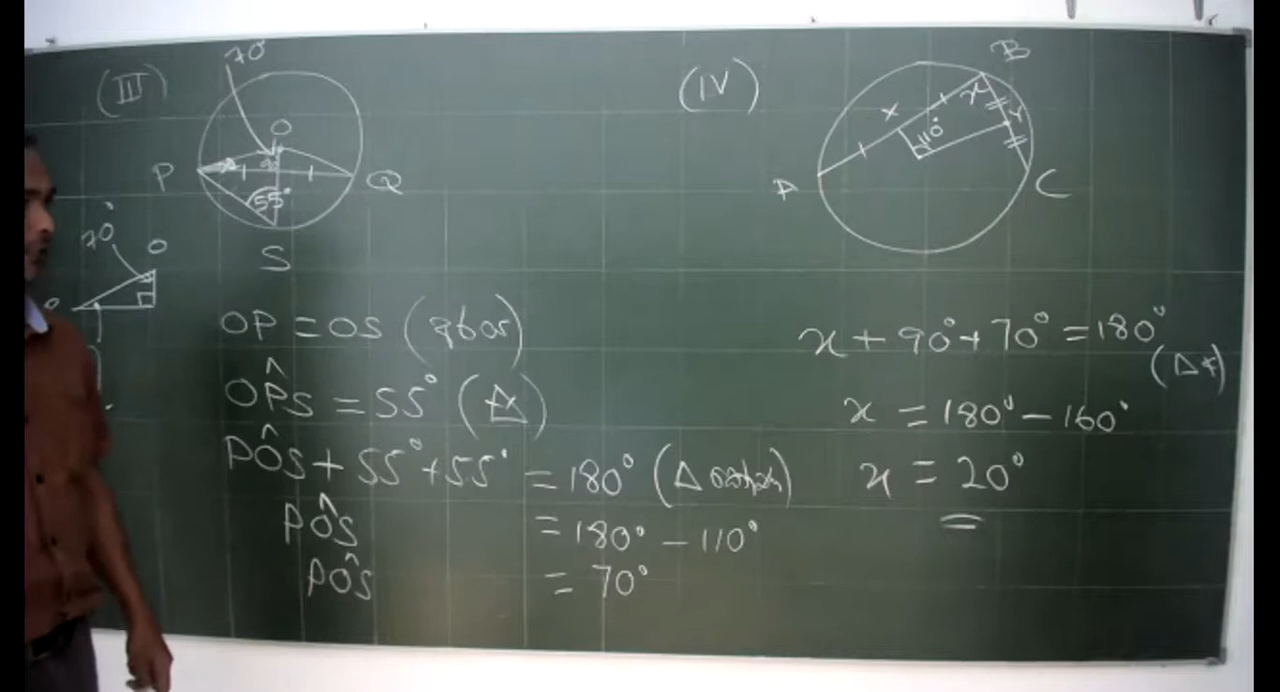 (III)
70°
O
P
Q
55°
S
70°
O
OP = OS
OP̂S = 55°
PÔS + 55° + 55° = 180°
PÔS = 180° - 110°
PÔS = 70°
(IV)
B
X
x
Y
110°
A
C
x + 90° + 70° = 180°
x = 180° - 160°
x = 20°